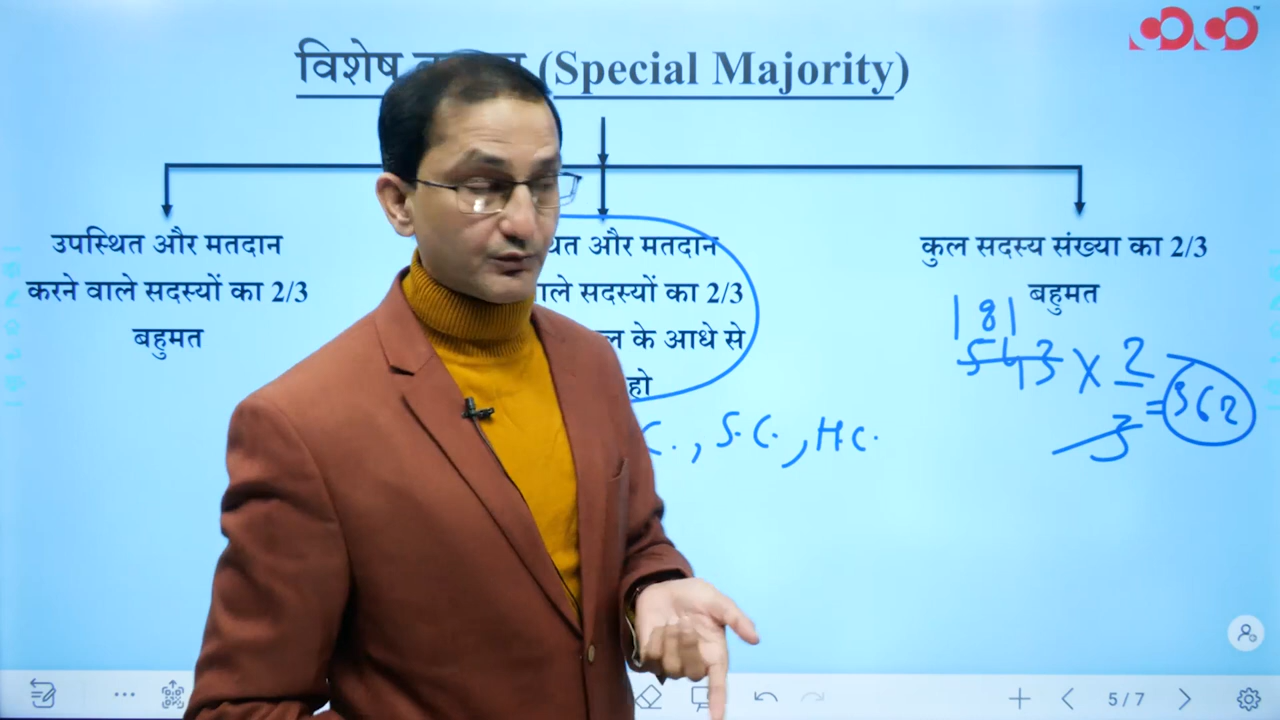 विशेष (Special Majority)
उपस्थित और मतदान
करने वाले सदस्यों का 2/3
बहुमत
और मतदान
सदस्यों का 2/3
के आधे से
हो
कुल सदस्य संख्या का 2/3
बहुमत
181
543 × 2
3
= 362
C., S.C., H.C.
5/7